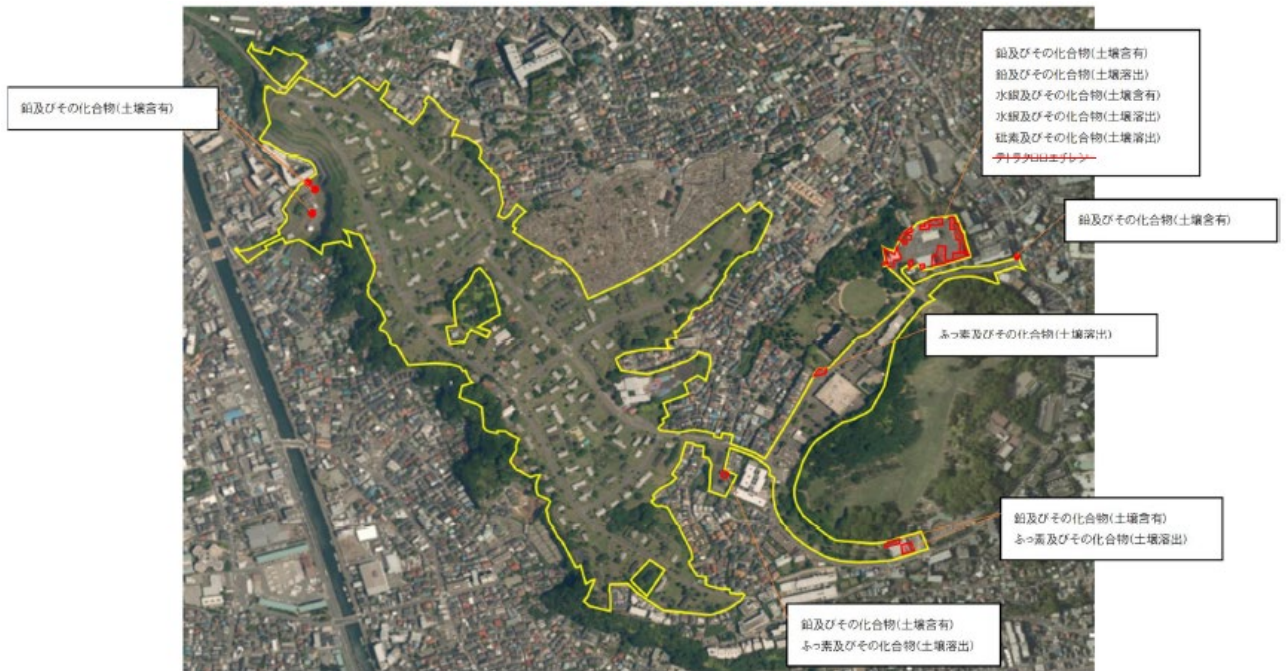 鉛及びその化合物(土壌含有)
鉛及びその化合物(土壌含有)
鉛及びその化合物(土壌溶出)
水銀及びその化合物(土壌含有)
水銀及びその化合物(土壌溶出)
砒素及びその化合物(土壌溶出)
テトラクロロエチレン
鉛及びその化合物(土壌含有)
ふっ素及びその化合物(土壌溶出)
鉛及びその化合物(土壌含有)
ふっ素及びその化合物(土壌溶出)
鉛及びその化合物(土壌含有)
ふっ素及びその化合物(土壌溶出)